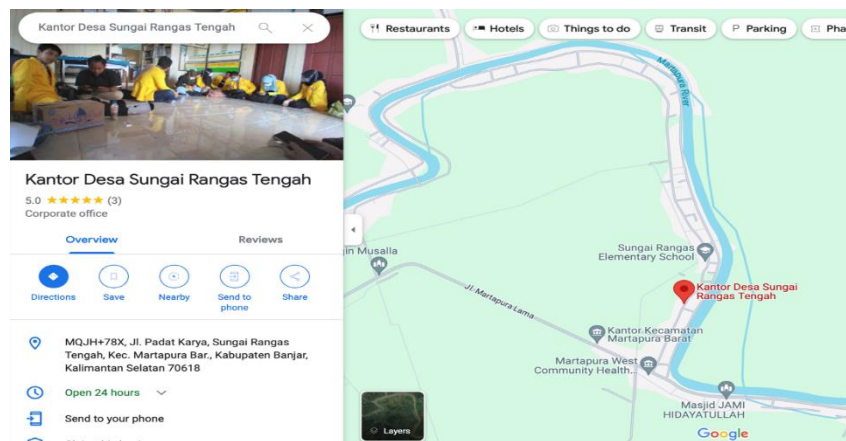 Kantor Desa Sungai Rangas Tengah
Restaurants
Hotels
Things to do
Transit
Parking
Pha
Kantor Desa Sungai Rangas Tengah
5.0 ★★★★★ (3)
Corporate office
Overview
Reviews
Directions
Save
Nearby
Send to
phone
Share
MQJH+78X, Jl. Padat Karya, Sungai Rangas
Tengah, Kec. Martapura Bar., Kabupaten Banjar,
Kalimantan Selatan 70618
Open 24 hours
Send to your phone
Martapura River
Sungai Rangas
Elementary School
Kantor Desa Sungai
Rangas Tengah
in Musalla
Jl. Martapura Lama
Kantor Kecamatan
Martapura Barat
Martapura West
Community Health...
Masjid JAMI
HIDAYATULLAH
Layers
Google